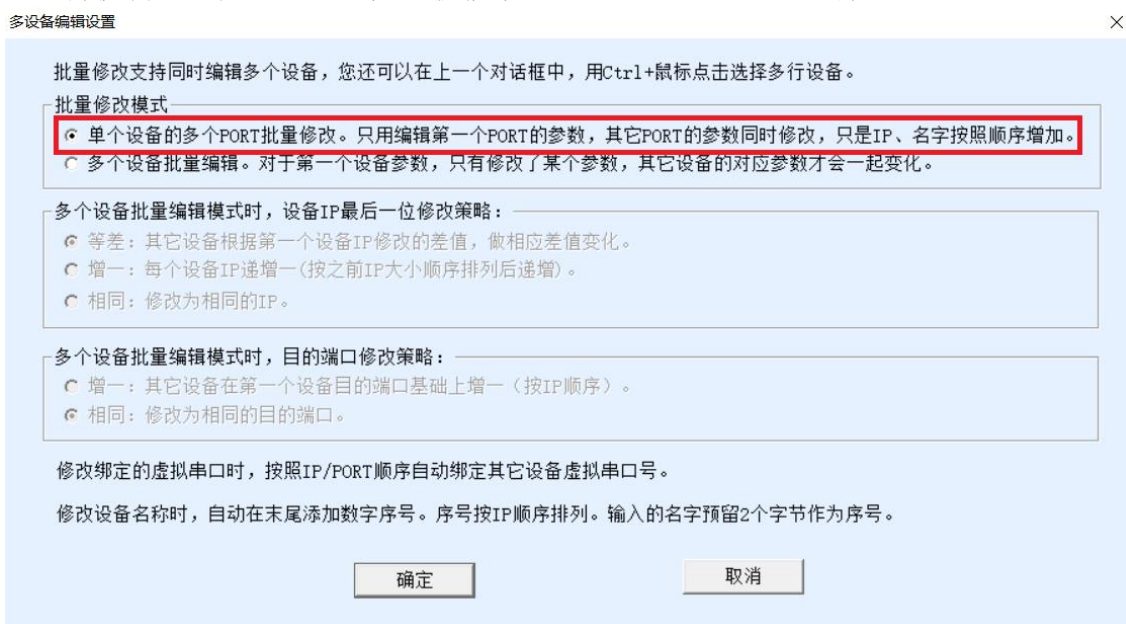 多设备编辑设置
批量修改支持同时编辑多个设备，您还可以在上一个对话框中，用Ctrl+鼠标点击选择多行设备。
批量修改模式
单个设备的多个PORT批量修改。只用编辑第一个PORT的参数，其它PORT的参数同时修改，只是IP、名字按照顺序增加。
多个设备批量编辑。对于第一个设备参数，只有修改了某个参数，其它设备的对应参数才会一起变化。
多个设备批量编辑模式时，设备IP最后一位修改策略：
等差：其它设备根据第一个设备IP修改的差值，做相应差值变化。
增一：每个设备IP递增一(按之前IP大小顺序排列后递增)。
相同：修改为相同的IP。
多个设备批量编辑模式时，目的端口修改策略：
增一：其它设备在第一个设备目的端口基础上增一（按IP顺序）。
相同：修改为相同的目的端口。
修改绑定的虚拟串口时，按照IP/PORT顺序自动绑定其它设备虚拟串口号。
修改设备名称时，自动在末尾添加数字序号。序号按IP顺序排列。输入的名字预留2个字节作为序号。
确定 取消